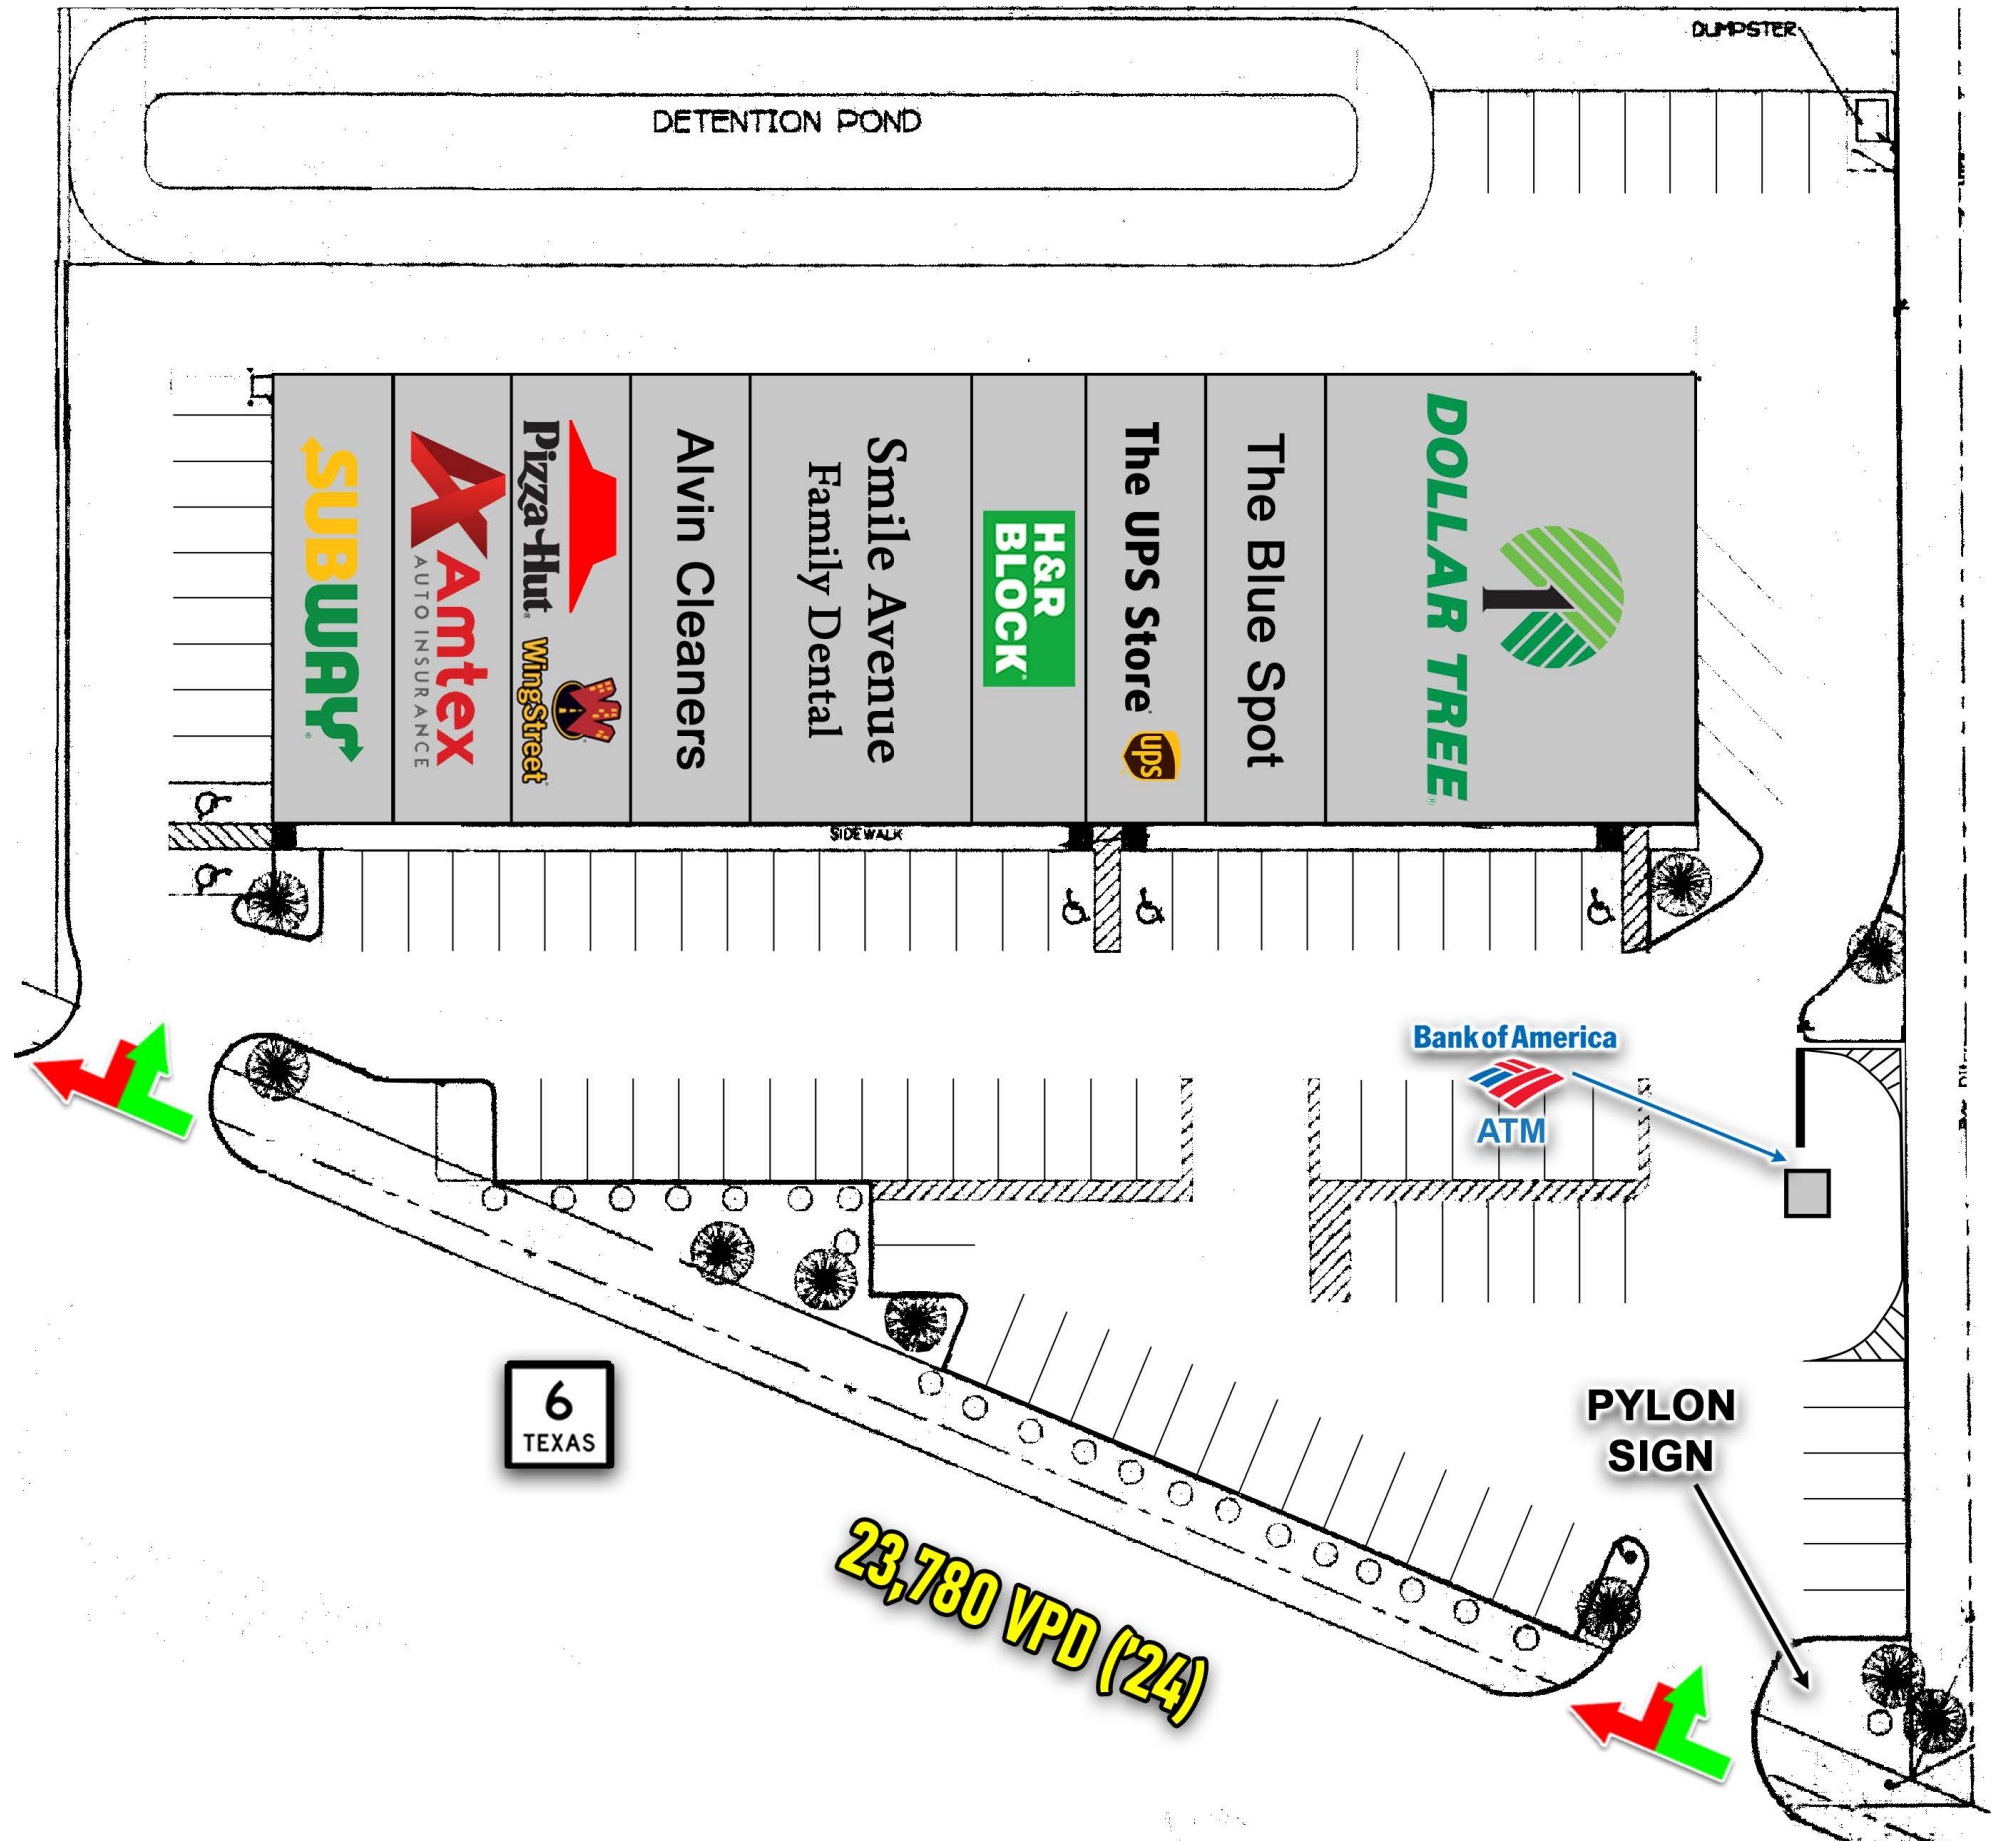 DUMPSTER
DETENTION POND
SUBWAY
Amtex
AUTO INSURANCE
Pizza Hut
WingStreet
Alvin Cleaners
Smile Avenue
Family Dental
H&R
BLOCK
The UPS Store
ups
The Blue Spot
DOLLAR TREE
SIDEWALK
Bank of America
ATM
6
TEXAS
PYLON
SIGN
23,780 VPD ('24)